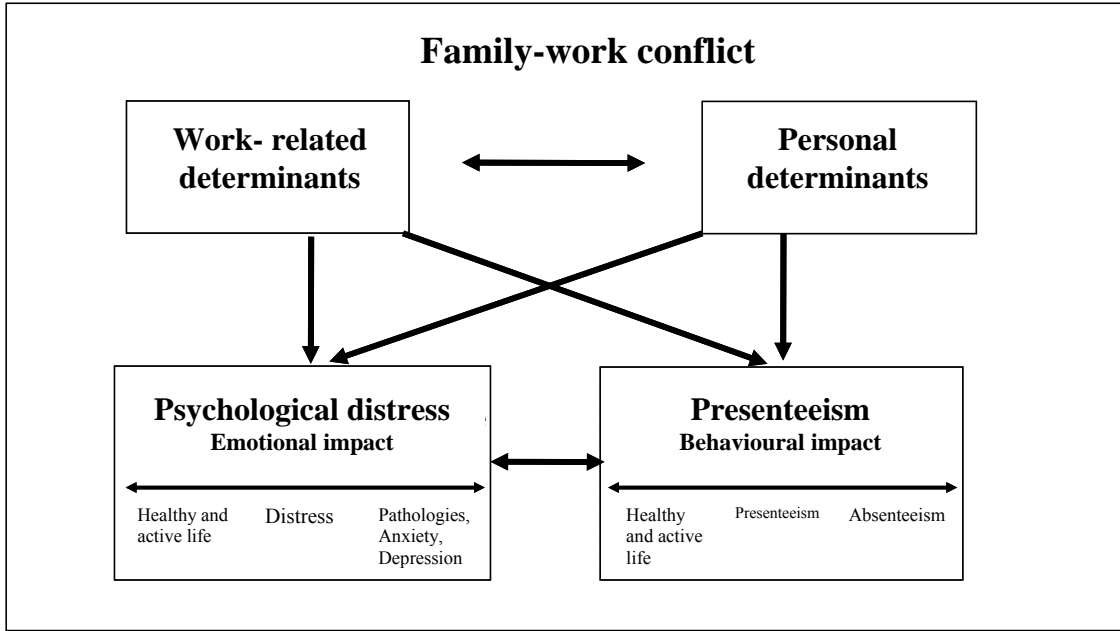 Family-work conflict
Work- related
determinants
Personal
determinants
Psychological distress
Emotional impact
Healthy and
active life
Distress
Pathologies,
Anxiety,
Depression
Presenteeism
Behavioural impact
Healthy
and active
life
Presenteeism
Absenteeism